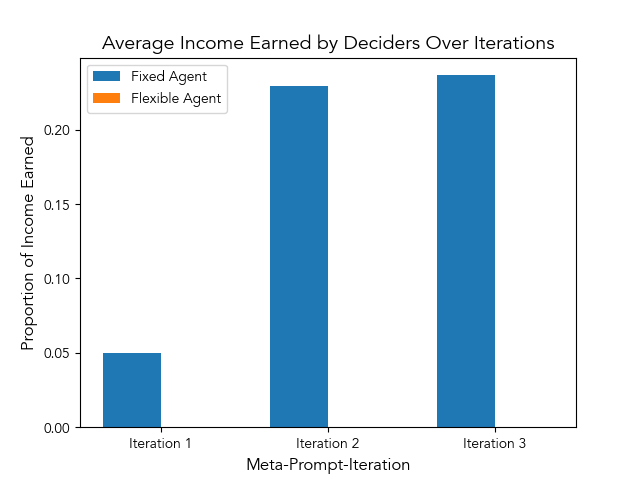 Average Income Earned by Deciders Over Iterations
Fixed Agent
Flexible Agent
Proportion of Income Earned
0.20
0.15
0.10
0.05
0.00
Iteration 1
Iteration 2
Iteration 3
Meta-Prompt-Iteration